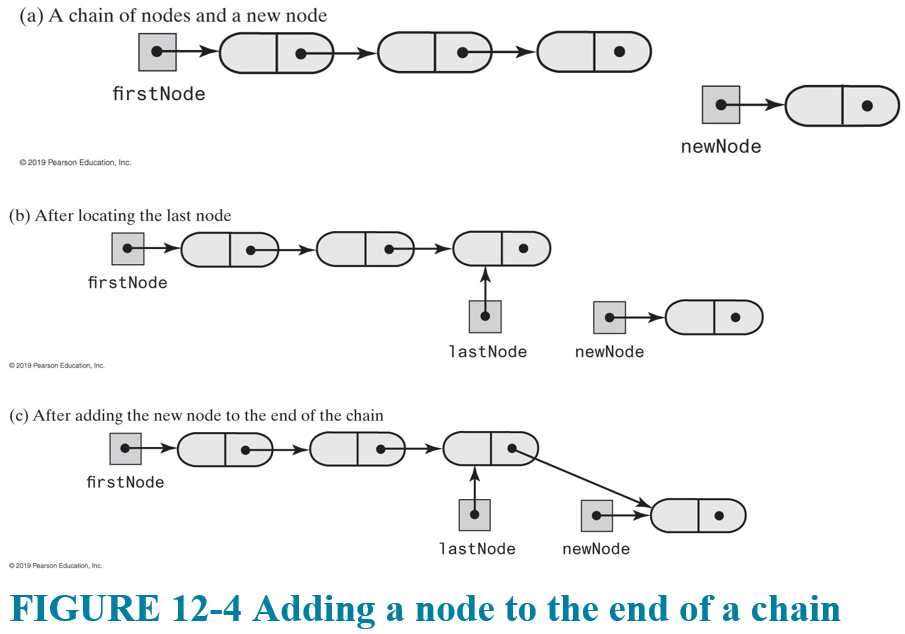 (a) A chain of nodes and a new node
firstNode
newNode
© 2019 Pearson Education, Inc.
(b) After locating the last node
firstNode
lastNode
newNode
© 2019 Pearson Education, Inc.
(c) After adding the new node to the end of the chain
firstNode
lastNode
newNode
© 2019 Pearson Education, Inc.
FIGURE 12-4 Adding a node to the end of a chain